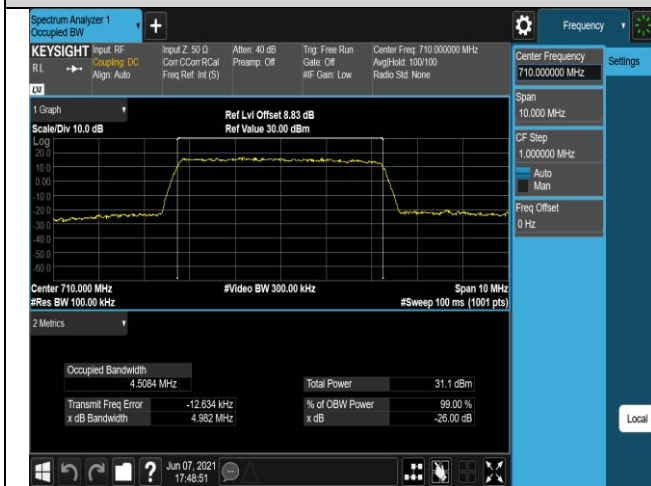 Spectrum Analyzer 1
Occupied BW
+
Frequency
KEYSIGHT
RL
LXI
Input: RF
Coupling: DC
Align: Auto
Input Z: 50 Ω
Corr CCorr RCal
Freq Ref: Int (S)
Atten: 40 dB
Preamp: Off
Trig: Free Run
Gate: Off
#IF Gain: Low
Center Freq: 710.000000 MHz
Avg|Hold: 100/100
Radio Std: None
Center Frequency
710.000000 MHz
Settings
Span
10.000 MHz
CF Step
1.000000 MHz
Auto
Man
Freq Offset
0 Hz
Local
1 Graph
Scale/Div 10.0 dB
Ref Lvl Offset 8.83 dB
Ref Value 30.00 dBm
Log
20.0
10.0
0.00
-10.0
-20.0
-30.0
-40.0
-50.0
-60.0
Center 710.000 MHz
#Res BW 100.00 kHz
#Video BW 300.00 kHz
Span 10 MHz
#Sweep 100 ms (1001 pts)
2 Metrics
Occupied Bandwidth
4.5084 MHz
Total Power 31.1 dBm
Transmit Freq Error -12.634 kHz
% of OBW Power 99.00 %
x dB Bandwidth 4.982 MHz
x dB -26.00 dB
?
Jun 07, 2021
17:48:51